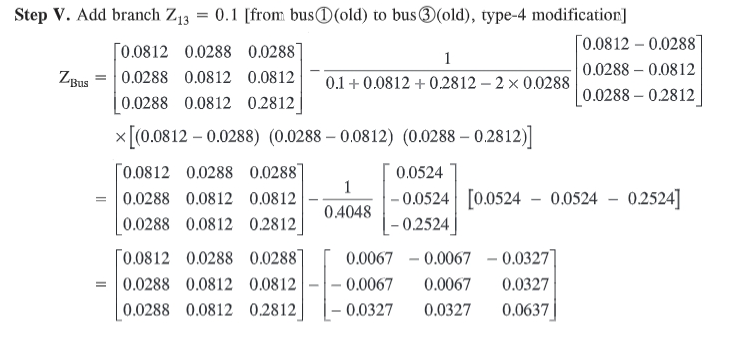 Step V. Add branch Z13 = 0.1 [from bus①(old) to bus③(old), type-4 modification]
ZBus = [0.0812 0.0288 0.0288 − 1 / (0.1 + 0.0812 + 0.2812 − 2 × 0.0288) [0.0812 − 0.0288
0.0288 0.0812 0.0812 0.0288 − 0.0812
0.0288 0.0812 0.2812] 0.0288 − 0.2812]
×[(0.0812 − 0.0288) (0.0288 − 0.0812) (0.0288 − 0.2812)]
= [0.0812 0.0288 0.0288 − 1 / 0.4048 [0.0524
0.0288 0.0812 0.0812 − 0.0524 [0.0524 − 0.0524 − 0.2524]
0.0288 0.0812 0.2812] − 0.2524]
= [0.0812 0.0288 0.0288 − [0.0067 − 0.0067 − 0.0327
0.0288 0.0812 0.0812 − 0.0067 0.0067 0.0327
0.0288 0.0812 0.2812] − 0.0327 0.0327 0.0637]